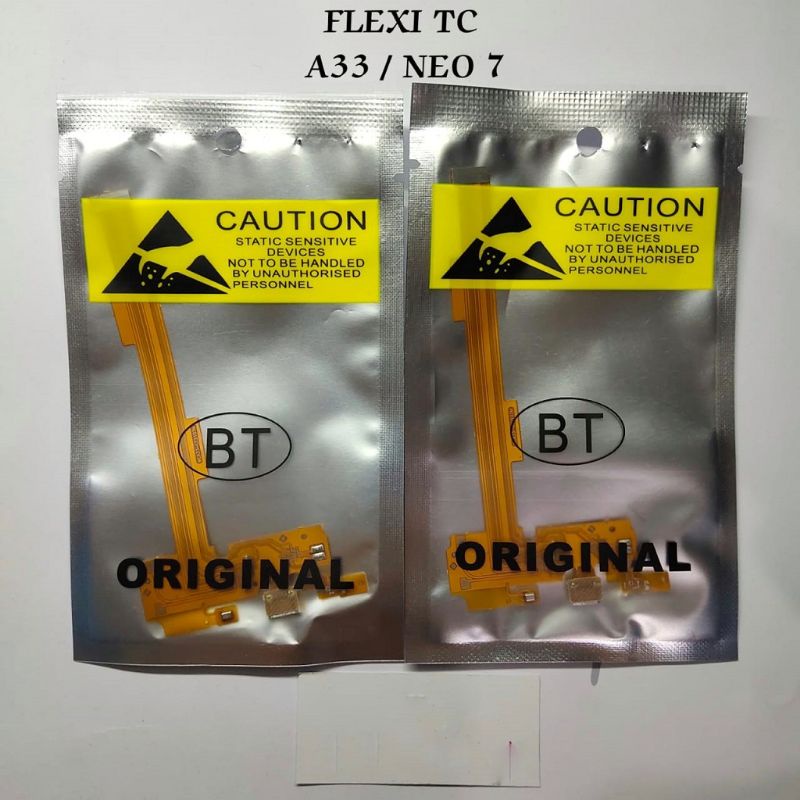 FLEXI TC
A33 / NEO 7
CAUTION
STATIC SENSITIVE
DEVICES
NOT TO BE HANDLED
BY UNAUTHORISED
PERSONNEL
BT
ORIGINAL
CAUTION
STATIC SENSITIVE
DEVICES
NOT TO BE HANDLED
BY UNAUTHORISED
PERSONNEL
BT
ORIGINAL